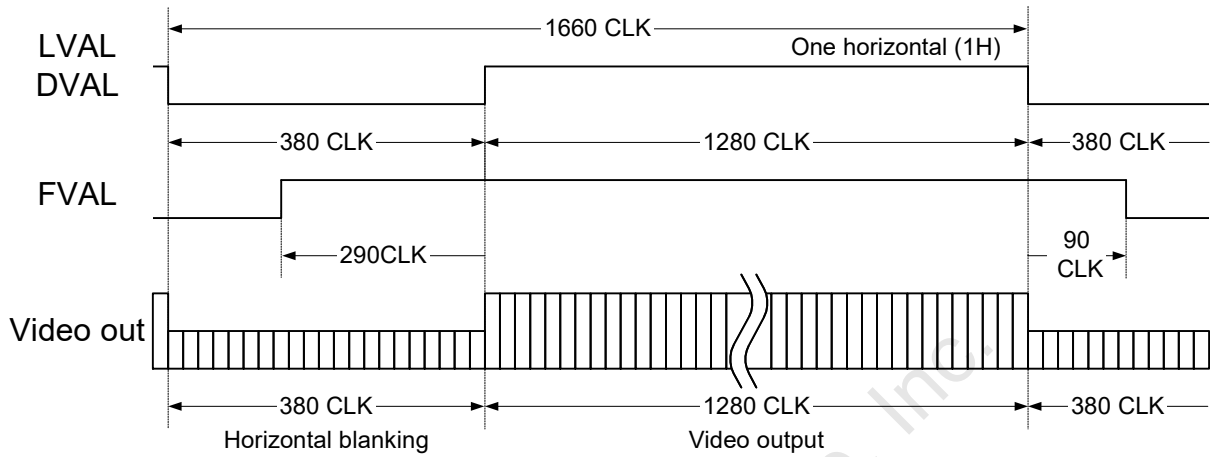 1660 CLK
LVAL
One horizontal (1H)
DVAL
380 CLK
1280 CLK
380 CLK
FVAL
290CLK
90
CLK
Video out
380 CLK
1280 CLK
380 CLK
Horizontal blanking
Video output
Inc.